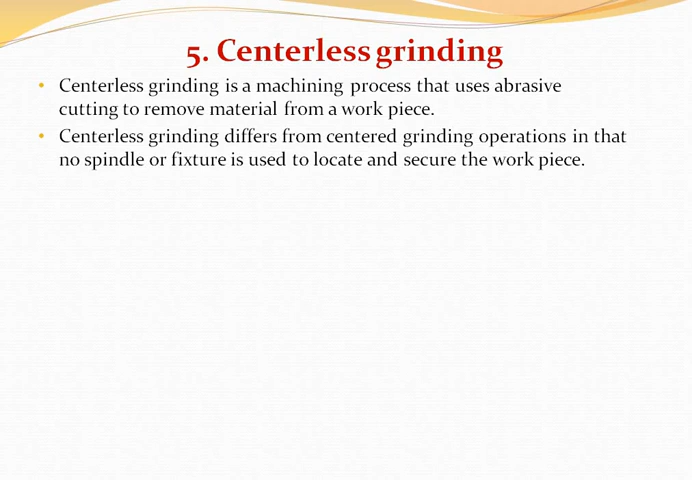 5. Centerless grinding
• Centerless grinding is a machining process that uses abrasive
cutting to remove material from a work piece.
• Centerless grinding differs from centered grinding operations in that
no spindle or fixture is used to locate and secure the work piece.